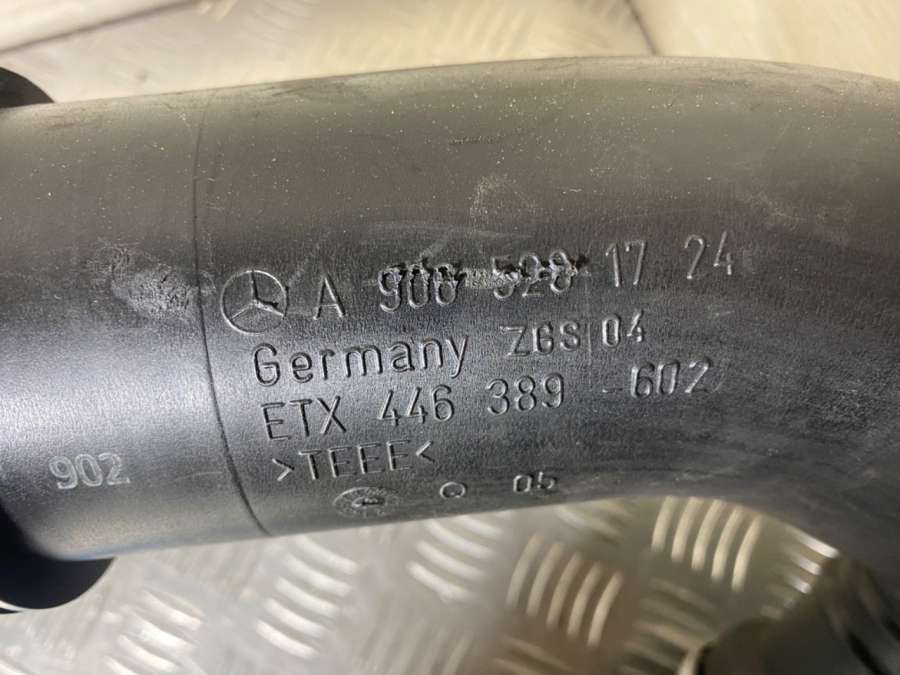 A 906 528 17 24
Germany ZGS 04
ETX 446 389 -602
>TEEE<
902
05